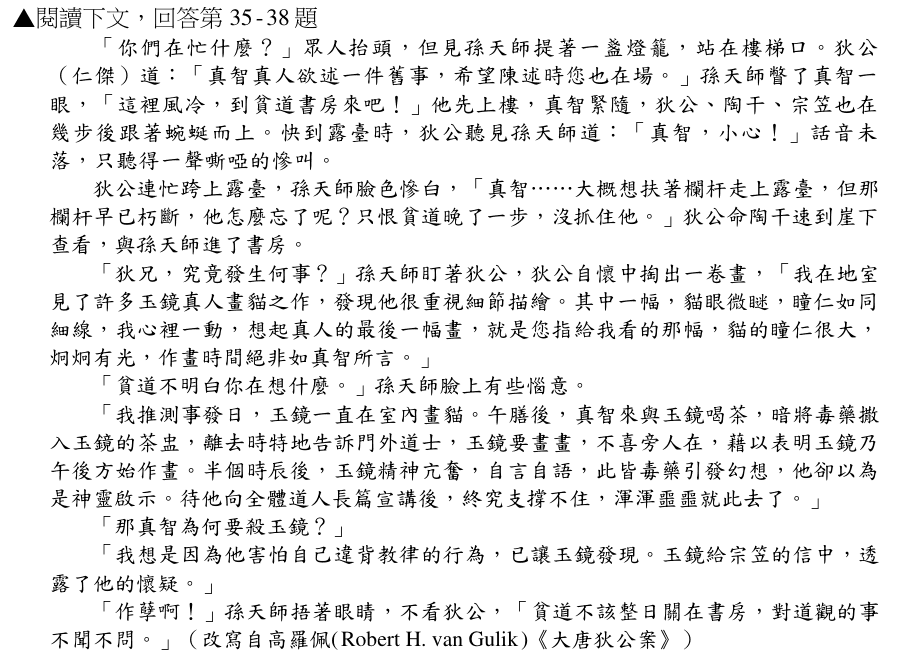 ▲閱讀下文，回答第 35-38 題
「你們在忙什麼？」眾人抬頭，但見孫天師提著一盞燈籠，站在樓梯口。狄公
（仁傑）道：「真智真人欲述一件舊事，希望陳述時您也在場。」孫天師瞥了真智一
眼，「這裡風冷，到貧道書房來吧！」他先上樓，真智緊隨，狄公、陶干、宗笠也在
幾步後跟著蜿蜒而上。快到露臺時，狄公聽見孫天師道：「真智，小心！」話音未
落，只聽得一聲嘶啞的慘叫。
狄公連忙跨上露臺，孫天師臉色慘白，「真智……大概想扶著欄杆走上露臺，但那
欄杆早已朽斷，他怎麼忘了呢？只恨貧道晚了一步，沒抓住他。」狄公命陶干速到崖下
查看，與孫天師進了書房。
「狄兄，究竟發生何事？」孫天師盯著狄公，狄公自懷中掏出一卷畫，「我在地室
見了許多玉鏡真人畫貓之作，發現他很重視細節描繪。其中一幅，貓眼微瞇，瞳仁如同
細線，我心裡一動，想起真人的最後一幅畫，就是您指給我看的那幅，貓的瞳仁很大，
炯炯有光，作畫時間絕非如真智所言。」
「貧道不明白你在想什麼。」孫天師臉上有些惱意。
「我推測事發日，玉鏡一直在室內畫貓。午膳後，真智來與玉鏡喝茶，暗將毒藥撒
入玉鏡的茶盅，離去時特地告訴門外道士，玉鏡要畫畫，不喜旁人在，藉以表明玉鏡乃
午後方始作畫。半個時辰後，玉鏡精神亢奮，自言自語，此皆毒藥引發幻想，他卻以為
是神靈啟示。待他向全體道人長篇宣講後，終究支撐不住，渾渾噩噩就此去了。」
「那真智為何要殺玉鏡？」
「我想是因為他害怕自己違背教律的行為，已讓玉鏡發現。玉鏡給宗笠的信中，透
露了他的懷疑。」
「作孽啊！」孫天師捂著眼睛，不看狄公，「貧道不該整日關在書房，對道觀的事
不聞不問。」（改寫自高羅佩(Robert H. van Gulik)《大唐狄公案》）